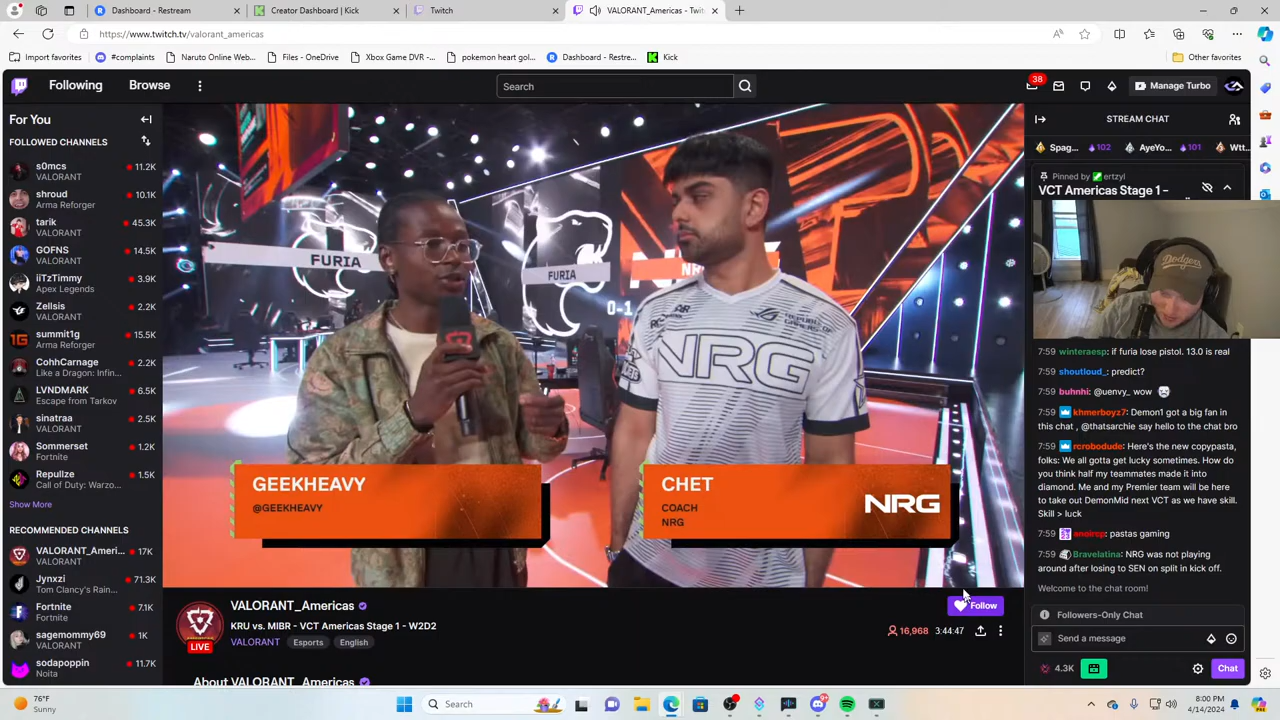 Dashboard - Restream
Creator Dashboard | Kick
Twitch
VALORANT_Americas - Twit
https://www.twitch.tv/valorant_americas
Import favorites
#complaints
Naruto Online Web...
Files - OneDrive
Xbox Game DVR -...
pokemon heart gol...
Dashboard - Restre...
Kick
Other favorites
Following
Browse
Search
38
Manage Turbo
For You
FOLLOWED CHANNELS
s0mcs
11.2K
VALORANT
shroud
10.1K
Arma Reforger
tarik
45.3K
VALORANT
GOFNS
14.5K
VALORANT
iiTzTimmy
3.9K
Apex Legends
Zellsis
2.2K
VALORANT
summit1g
15.5K
Arma Reforger
CohhCarnage
2.2K
Like a Dragon: Infin...
LVNDMARK
6.5K
Escape from Tarkov
sinatraa
2.5K
VALORANT
Somerset
1.2K
Fortnite
Repullze
1.5K
Call of Duty: Warzo...
Show More
RECOMMENDED CHANNELS
VALORANT_Ameri...
17K
VALORANT
Jynxzi
71.3K
Tom Clancy's Rain...
Fortnite
7.1K
Fortnite
sagemommy69
1K
VALORANT
sodapoppin
11.7K
Noita
FURIA
FURIA
0-1
NRG
GEEKHEAVY
@GEEKHEAVY
CHET
COACH
NRG
NRG
LIVE
VALORANT_Americas
KRU vs. MIBR - VCT Americas Stage 1 - W2D2
VALORANT
Esports
English
Follow
16,968
3:44:47
About VALORANT_Americas
STREAM CHAT
Spag...
102
AyeYo...
101
Wtt...
Pinned by ertzyl
VCT Americas Stage 1 -
Dodgers
7:59 winteraesp: if furia lose pistol. 13.0 is real
7:59 shoutloud_: predict?
7:59 buhnhi: @uenvy_ wow
7:59 khmerboyz7: Demon1 got a big fan in
this chat , @thatsarchie say hello to the chat bro
7:59 rcrobodude: Here's the new copypasta,
folks: We all gotta get lucky sometimes. How do
you think half my teammates made it into
diamond. Me and my Premier team will be here
to take out DemonMid next VCT as we have skill.
Skill > luck
7:59 anoirsp: pastas gaming
7:59 Bravelatina: NRG was not playing
around after losing to SEN on split in kick off.
Welcome to the chat room!
Followers-Only Chat
Send a message
4.3K
Chat
76°F
Sunny
Search
8:00 PM
4/14/2024